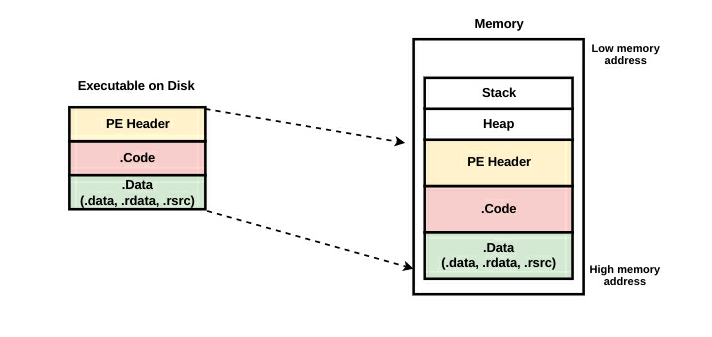 Memory
Low memory
address
Executable on Disk
PE Header
.Code
.Data
(.data, .rdata, .rsrc)
Stack
Heap
PE Header
.Code
.Data
(.data, .rdata, .rsrc)
High memory
address